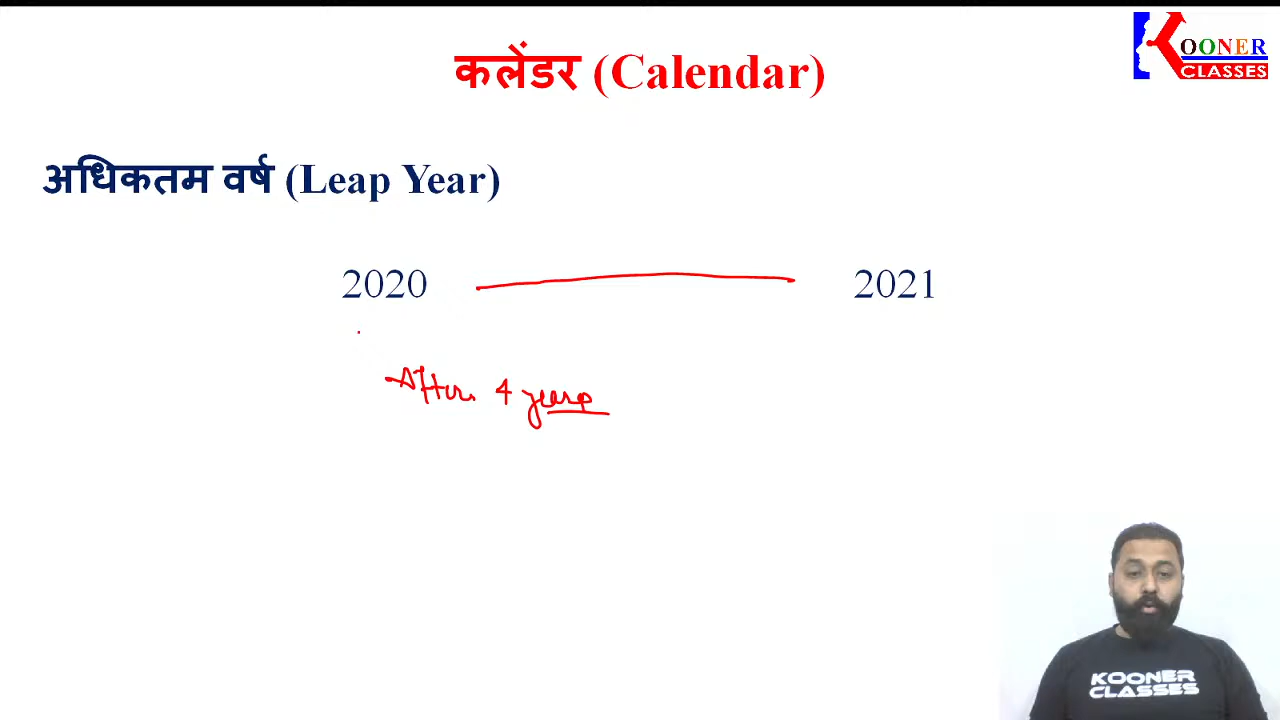 कलेंडर (Calendar)
KOONER
CLASSES
अधिकतम वर्ष (Leap Year)
2020 2021
After 4 years
KOONER
CLASSES